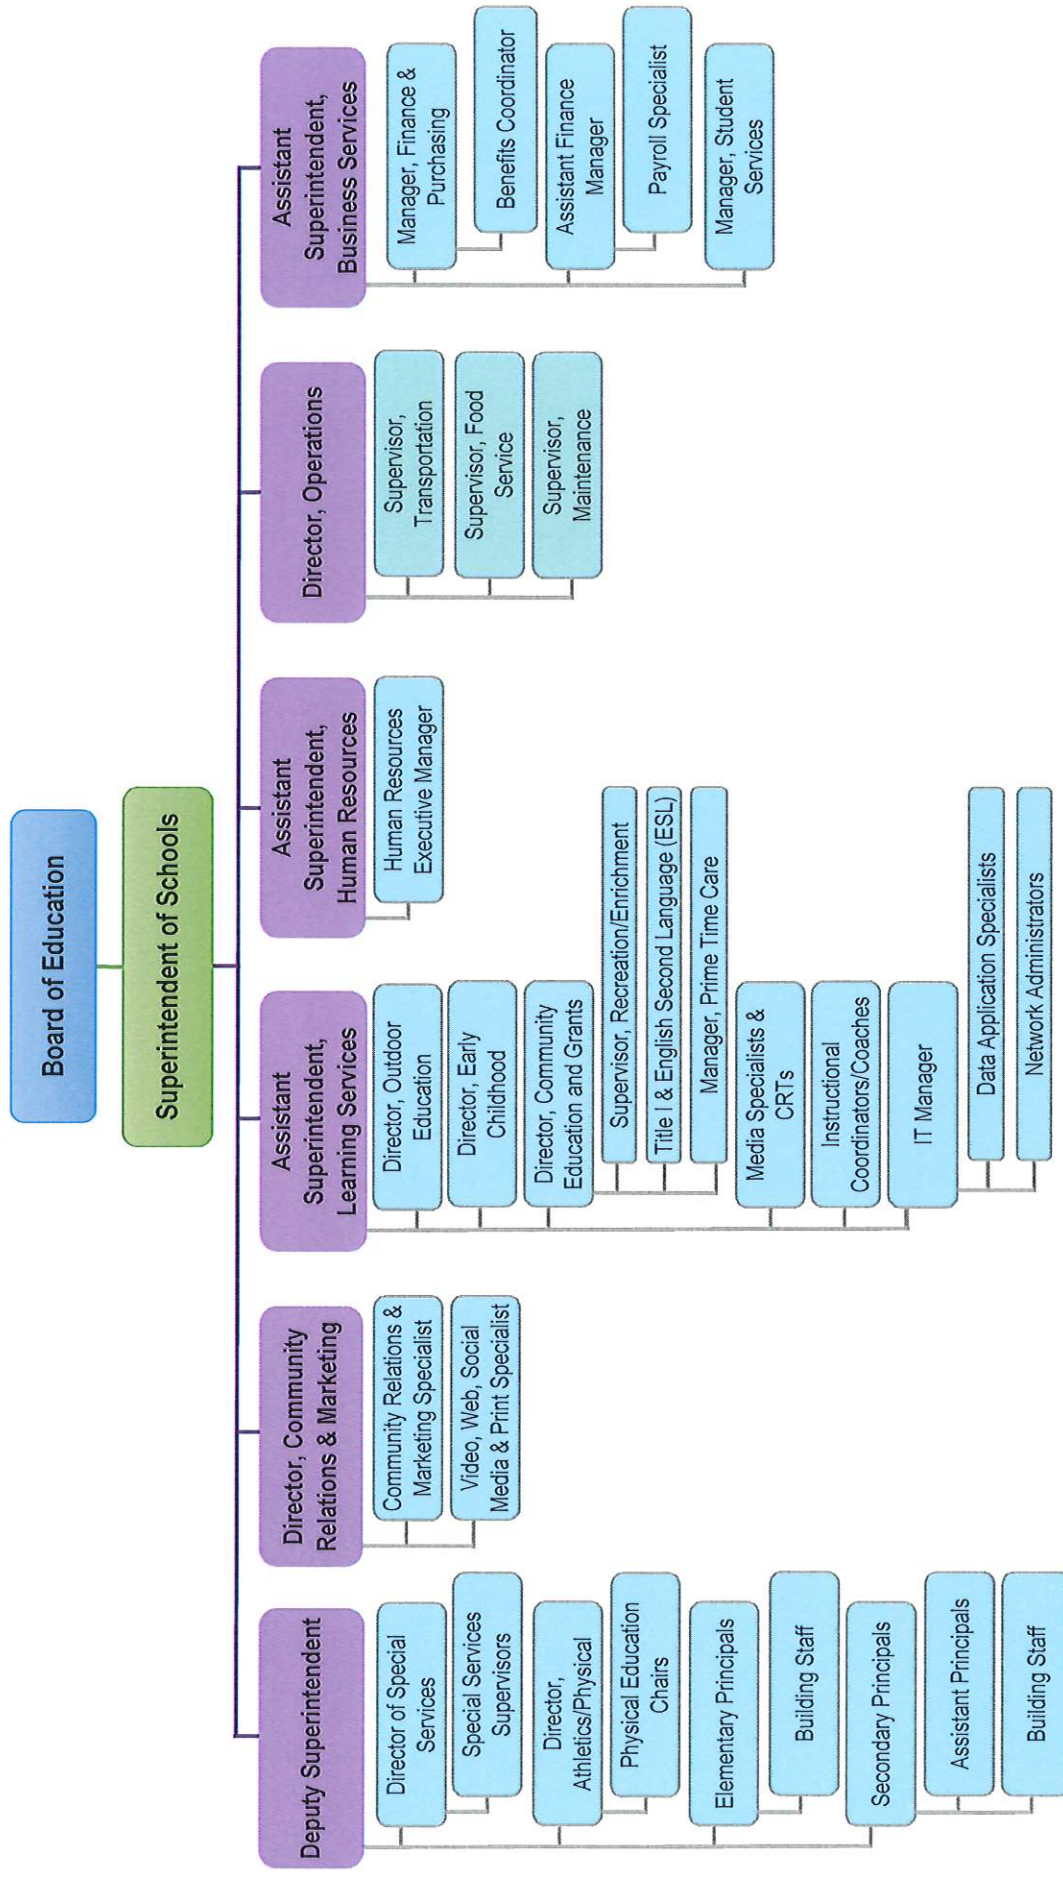 Board of Education
Superintendent of Schools
Deputy Superintendent
Director of Special
Services
Special Services
Supervisors
Director,
Athletics/Physical
Physical Education
Chairs
Elementary Principals
Building Staff
Secondary Principals
Assistant Principals
Building Staff
Director, Community
Relations & Marketing
Community Relations &
Marketing Specialist
Video, Web, Social
Media & Print Specialist
Assistant
Superintendent,
Learning Services
Director, Outdoor
Education
Director, Early
Childhood
Director, Community
Education and Grants
Supervisor, Recreation/Enrichment
Title I & English Second Language (ESL)
Manager, Prime Time Care
Media Specialists &
CRTs
Instructional
Coordinators/Coaches
IT Manager
Data Application Specialists
Network Administrators
Assistant
Superintendent,
Human Resources
Human Resources
Executive Manager
Director, Operations
Supervisor,
Transportation
Supervisor, Food
Service
Supervisor,
Maintenance
Assistant
Superintendent,
Business Services
Manager, Finance &
Purchasing
Benefits Coordinator
Assistant Finance
Manager
Payroll Specialist
Manager, Student
Services